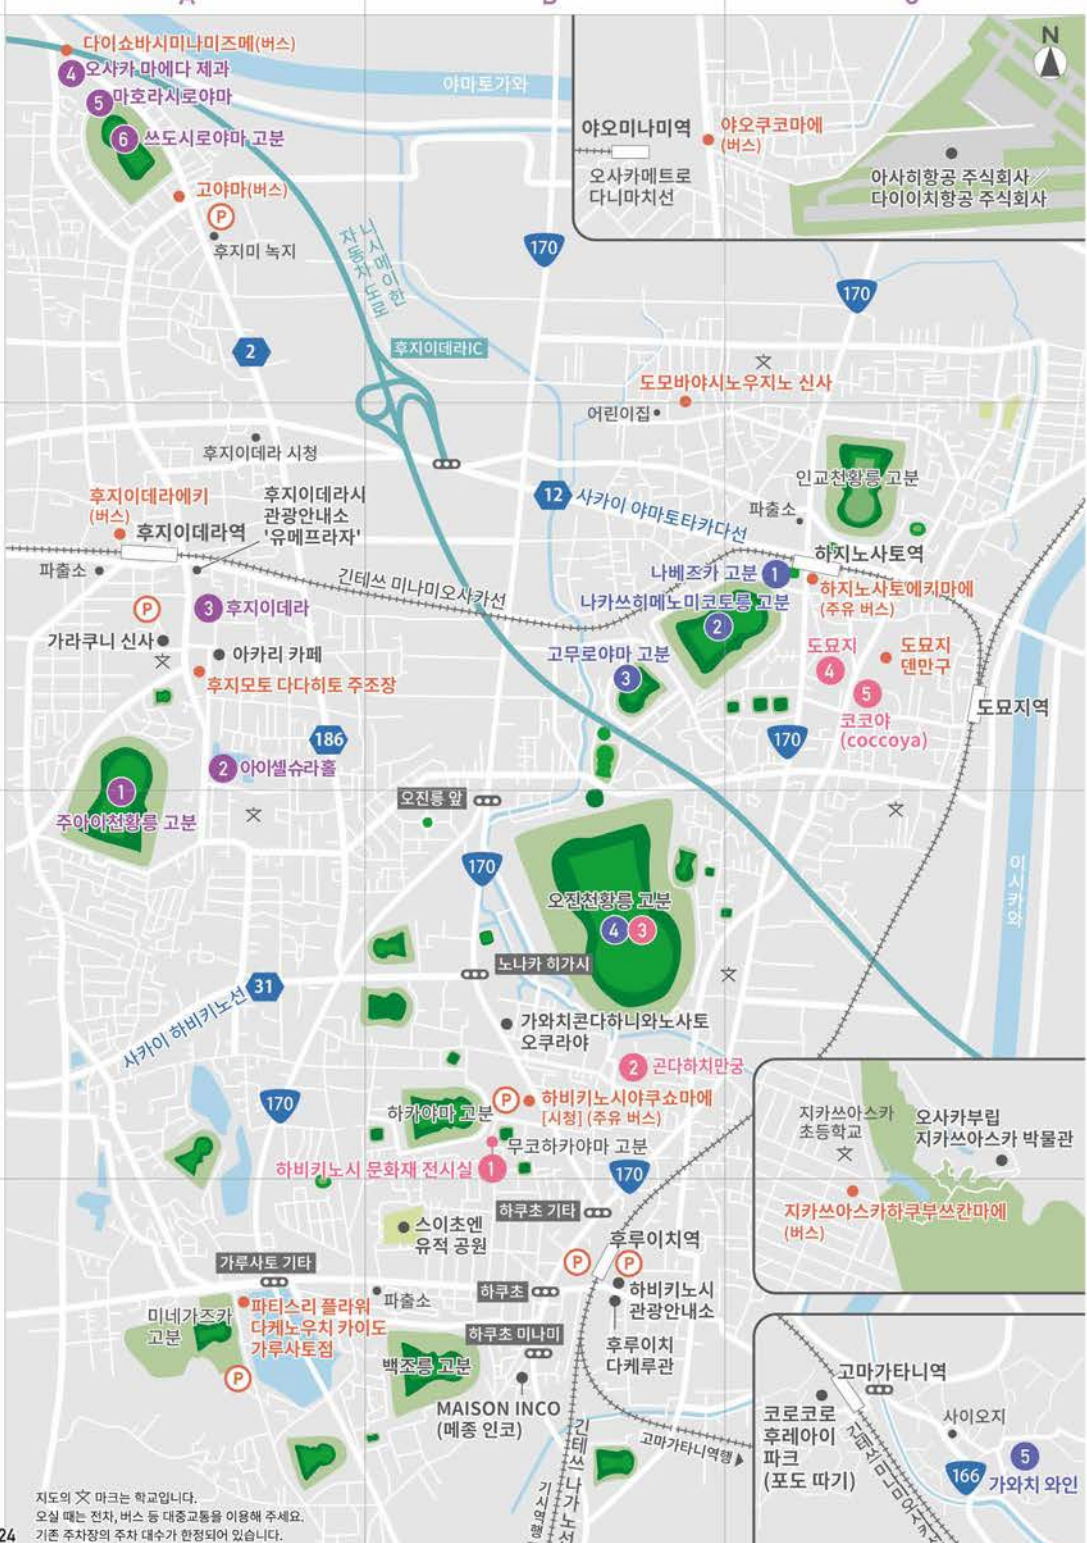 A
B
C
다이쇼바시미나미즈메(버스)
4 오사카 마에다 제과
5 마호라시로야마
6 쓰도시로야마 고분
고야마(버스)
P
후지미 녹지
야마토가와
니시메이한
자동차 도로
170
N
야오미나미역
오사카메트로
다니마치선
야오쿠코마에
(버스)
아사히항공 주식회사/
다이이치항공 주식회사
170
2
후지이데라IC
도모바야시노우지노 신사
어린이집
후지이데라 시청
인교천황릉 고분
12
사카이 야마토타카다선
파출소
후지이데라에키
(버스)
후지이데라역
후지이데라시
관광안내소
'유메프라자'
파출소
긴테쓰 미나미오사카선
하지노사토역
나베즈카 고분 1
하지노사토에키마에
(주유 버스)
P
3 후지이데라
나카쓰히메노미코토릉 고분
2
가라쿠니 신사
아카리 카페
고무로야마 고분
3
도묘지
4
도묘지
덴만구
5
코코야
(coccoya)
도묘지역
후지모토 다다히토 주조장
186
170
2 아이셀슈라홀
1
주아이천황릉 고분
오진릉 앞
170
이시카와
오진천황릉 고분
4 3
노나카 히가시
31
사카이 하비키노선
가와치콘다하니와노사토
오쿠라야
2 곤다하치만궁
170
하카야마 고분
P
하비키노시야쿠쇼마에
[시청] (주유 버스)
무코하카야마 고분
하비키노시 문화재 전시실 1
170
지카쓰아스카
초등학교
오사카부립
지카쓰아스카 박물관
지카쓰아스카하쿠부쓰칸마에
(버스)
하쿠초 기타
스이초엔
유적 공원
후루이치역
P
P
가루사토 기타
하쿠초
하비키노시
관광안내소
파출소
미네가즈카
고분
파티스리 플라워
다케노우치 카이도
가루사토점
하쿠초 미나미
후루이치
다케루관
P
백조릉 고분
MAISON INCO
(메종 인코)
고마가타니역
코로코로
후레아이
파크
(포도 따기)
사이오지
긴테쓰 미나미오사카선
166
5
가와치 와인
고마가타니역행
긴테쓰 나가노선
기시역행
지도의 文 마크는 학교입니다.
오실 때는 전차, 버스 등 대중교통을 이용해 주세요.
기존 주차장의 주차 대수가 한정되어 있습니다.
24